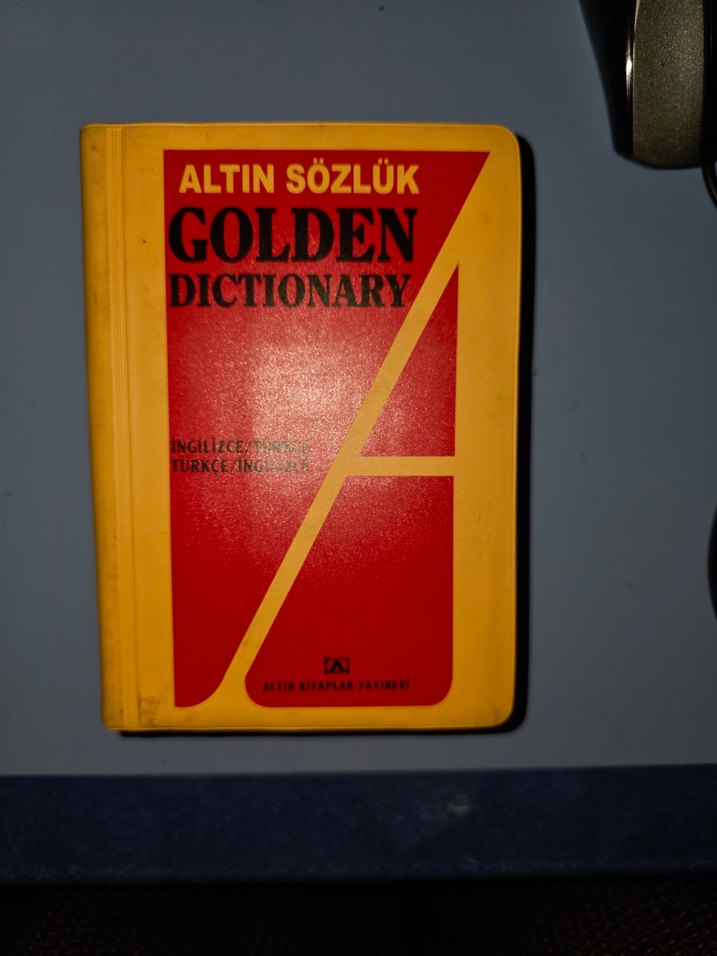 ALTIN SÖZLÜK
GOLDEN
DICTIONARY
İNGİLİZCE/TÜRKÇE
TÜRKÇE/İNGİLİZCE
ALTIN KİTAPLAR YAYINEVİ